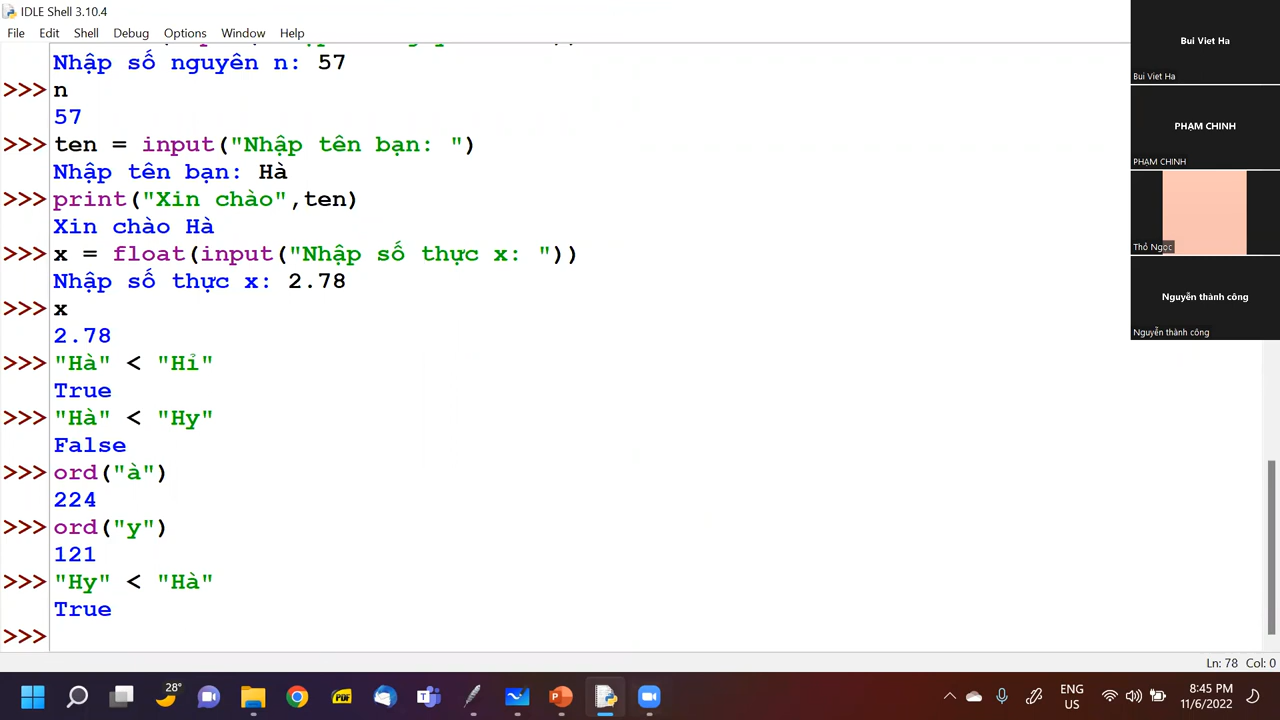 IDLE Shell 3.10.4
File Edit Shell Debug Options Window Help
Nhập số nguyên n: 57
>>> n
57
>>> ten = input("Nhập tên bạn: ")
Nhập tên bạn: Hà
>>> print("Xin chào",ten)
Xin chào Hà
>>> x = float(input("Nhập số thực x: "))
Nhập số thực x: 2.78
>>> x
2.78
>>> "Hà" < "Hỉ"
True
>>> "Hà" < "Hy"
False
>>> ord("à")
224
>>> ord("y")
121
>>> "Hy" < "Hà"
True
>>>
Ln: 78 Col: 0
Bui Viet Ha
Bui Viet Ha
PHẠM CHINH
PHẠM CHINH
Thỏ Ngọc
Nguyễn thành công
Nguyễn thành công
28°
PDF
ENG
US
8:45 PM
11/6/2022